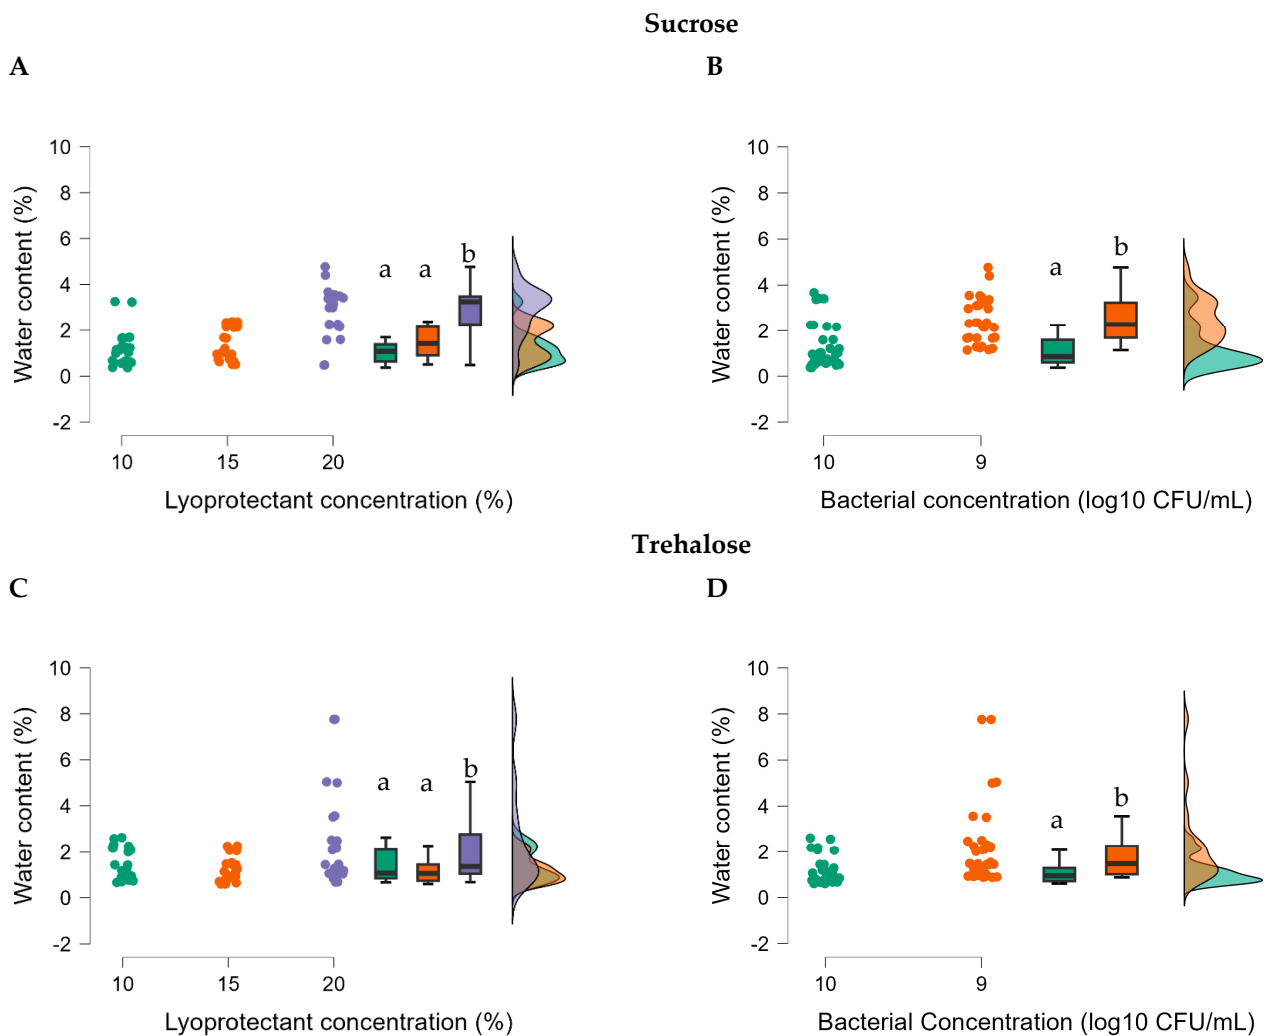 Sucrose
A
B
10
8
6
4
2
0
-2
Water content (%)
a
a
b
10
15
20
Lyoprotectant concentration (%)
10
8
6
4
2
0
-2
Water content (%)
a
b
10
9
Bacterial concentration (log10 CFU/mL)
Trehalose
C
D
10
8
6
4
2
0
-2
Water content (%)
a
a
b
10
15
20
Lyoprotectant concentration (%)
10
8
6
4
2
0
-2
Water content (%)
a
b
10
9
Bacterial Concentration (log10 CFU/mL)